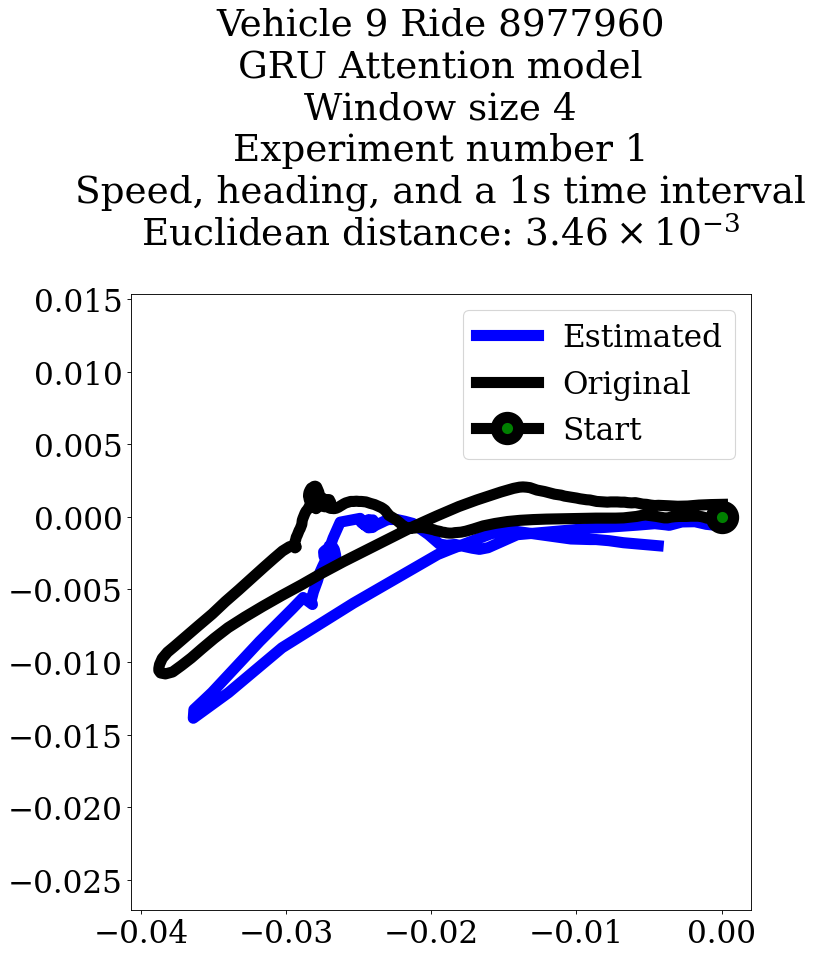 Vehicle 9 Ride 8977960
GRU Attention model
Window size 4
Experiment number 1
Speed, heading, and a 1s time interval
Euclidean distance: 3.46 × 10⁻³
0.015
0.010
0.005
0.000
−0.005
−0.010
−0.015
−0.020
−0.025
Estimated
Original
Start
−0.04 −0.03 −0.02 −0.01 0.00